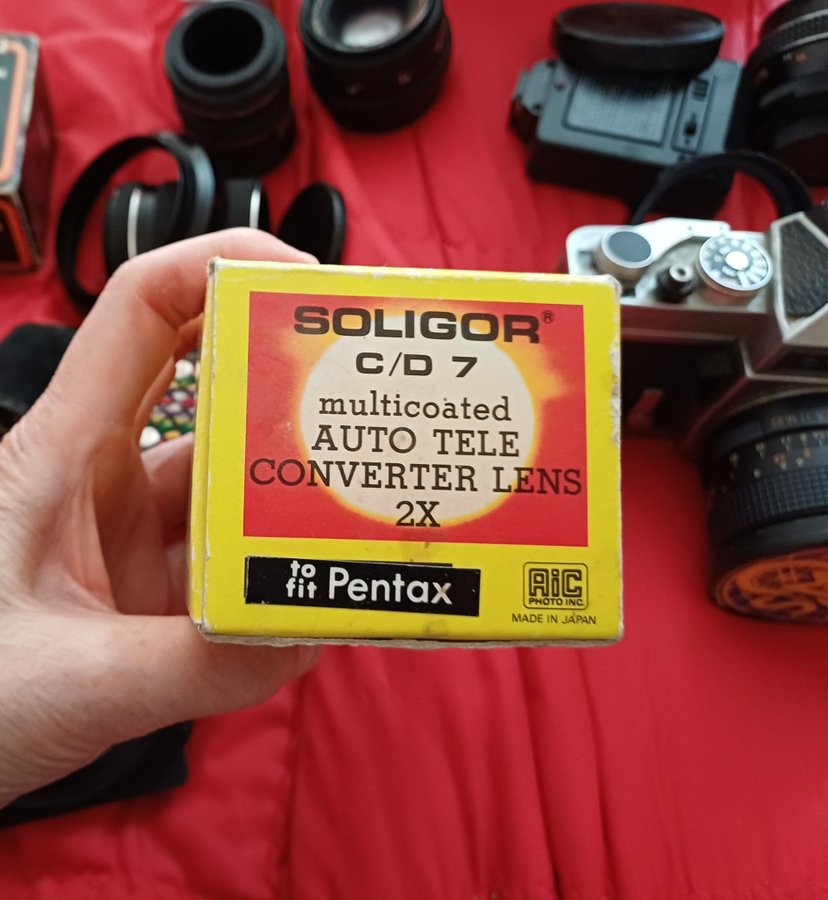 SOLIGOR®
C/D 7
multicoated
AUTO TELE
CONVERTER LENS
2X
to
fit Pentax
AiC
PHOTO INC.
MADE IN JAPAN